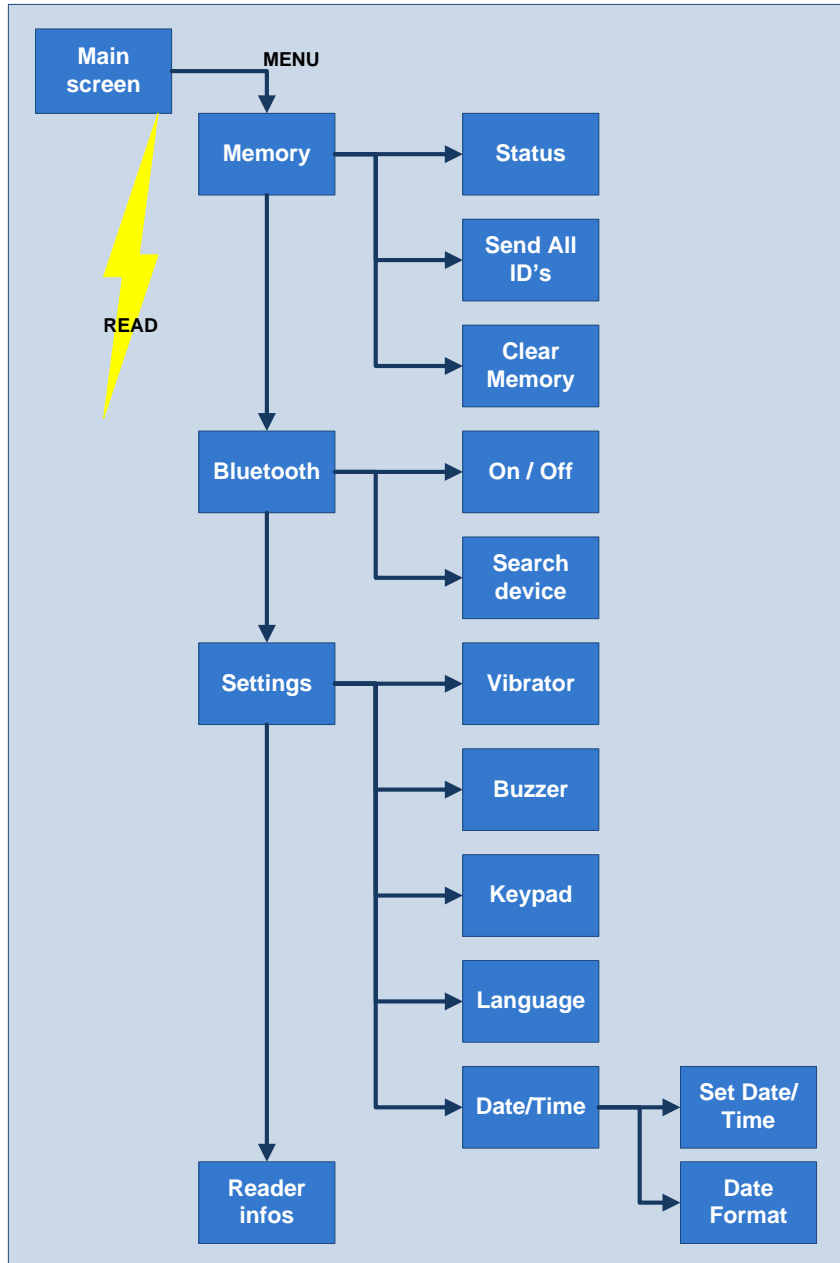 Main
screen
MENU
Memory
Status
Send All
ID’s
READ
Clear
Memory
Bluetooth
On / Off
Search
device
Settings
Vibrator
Buzzer
Keypad
Language
Date/Time
Set Date/
Time
Reader
infos
Date
Format